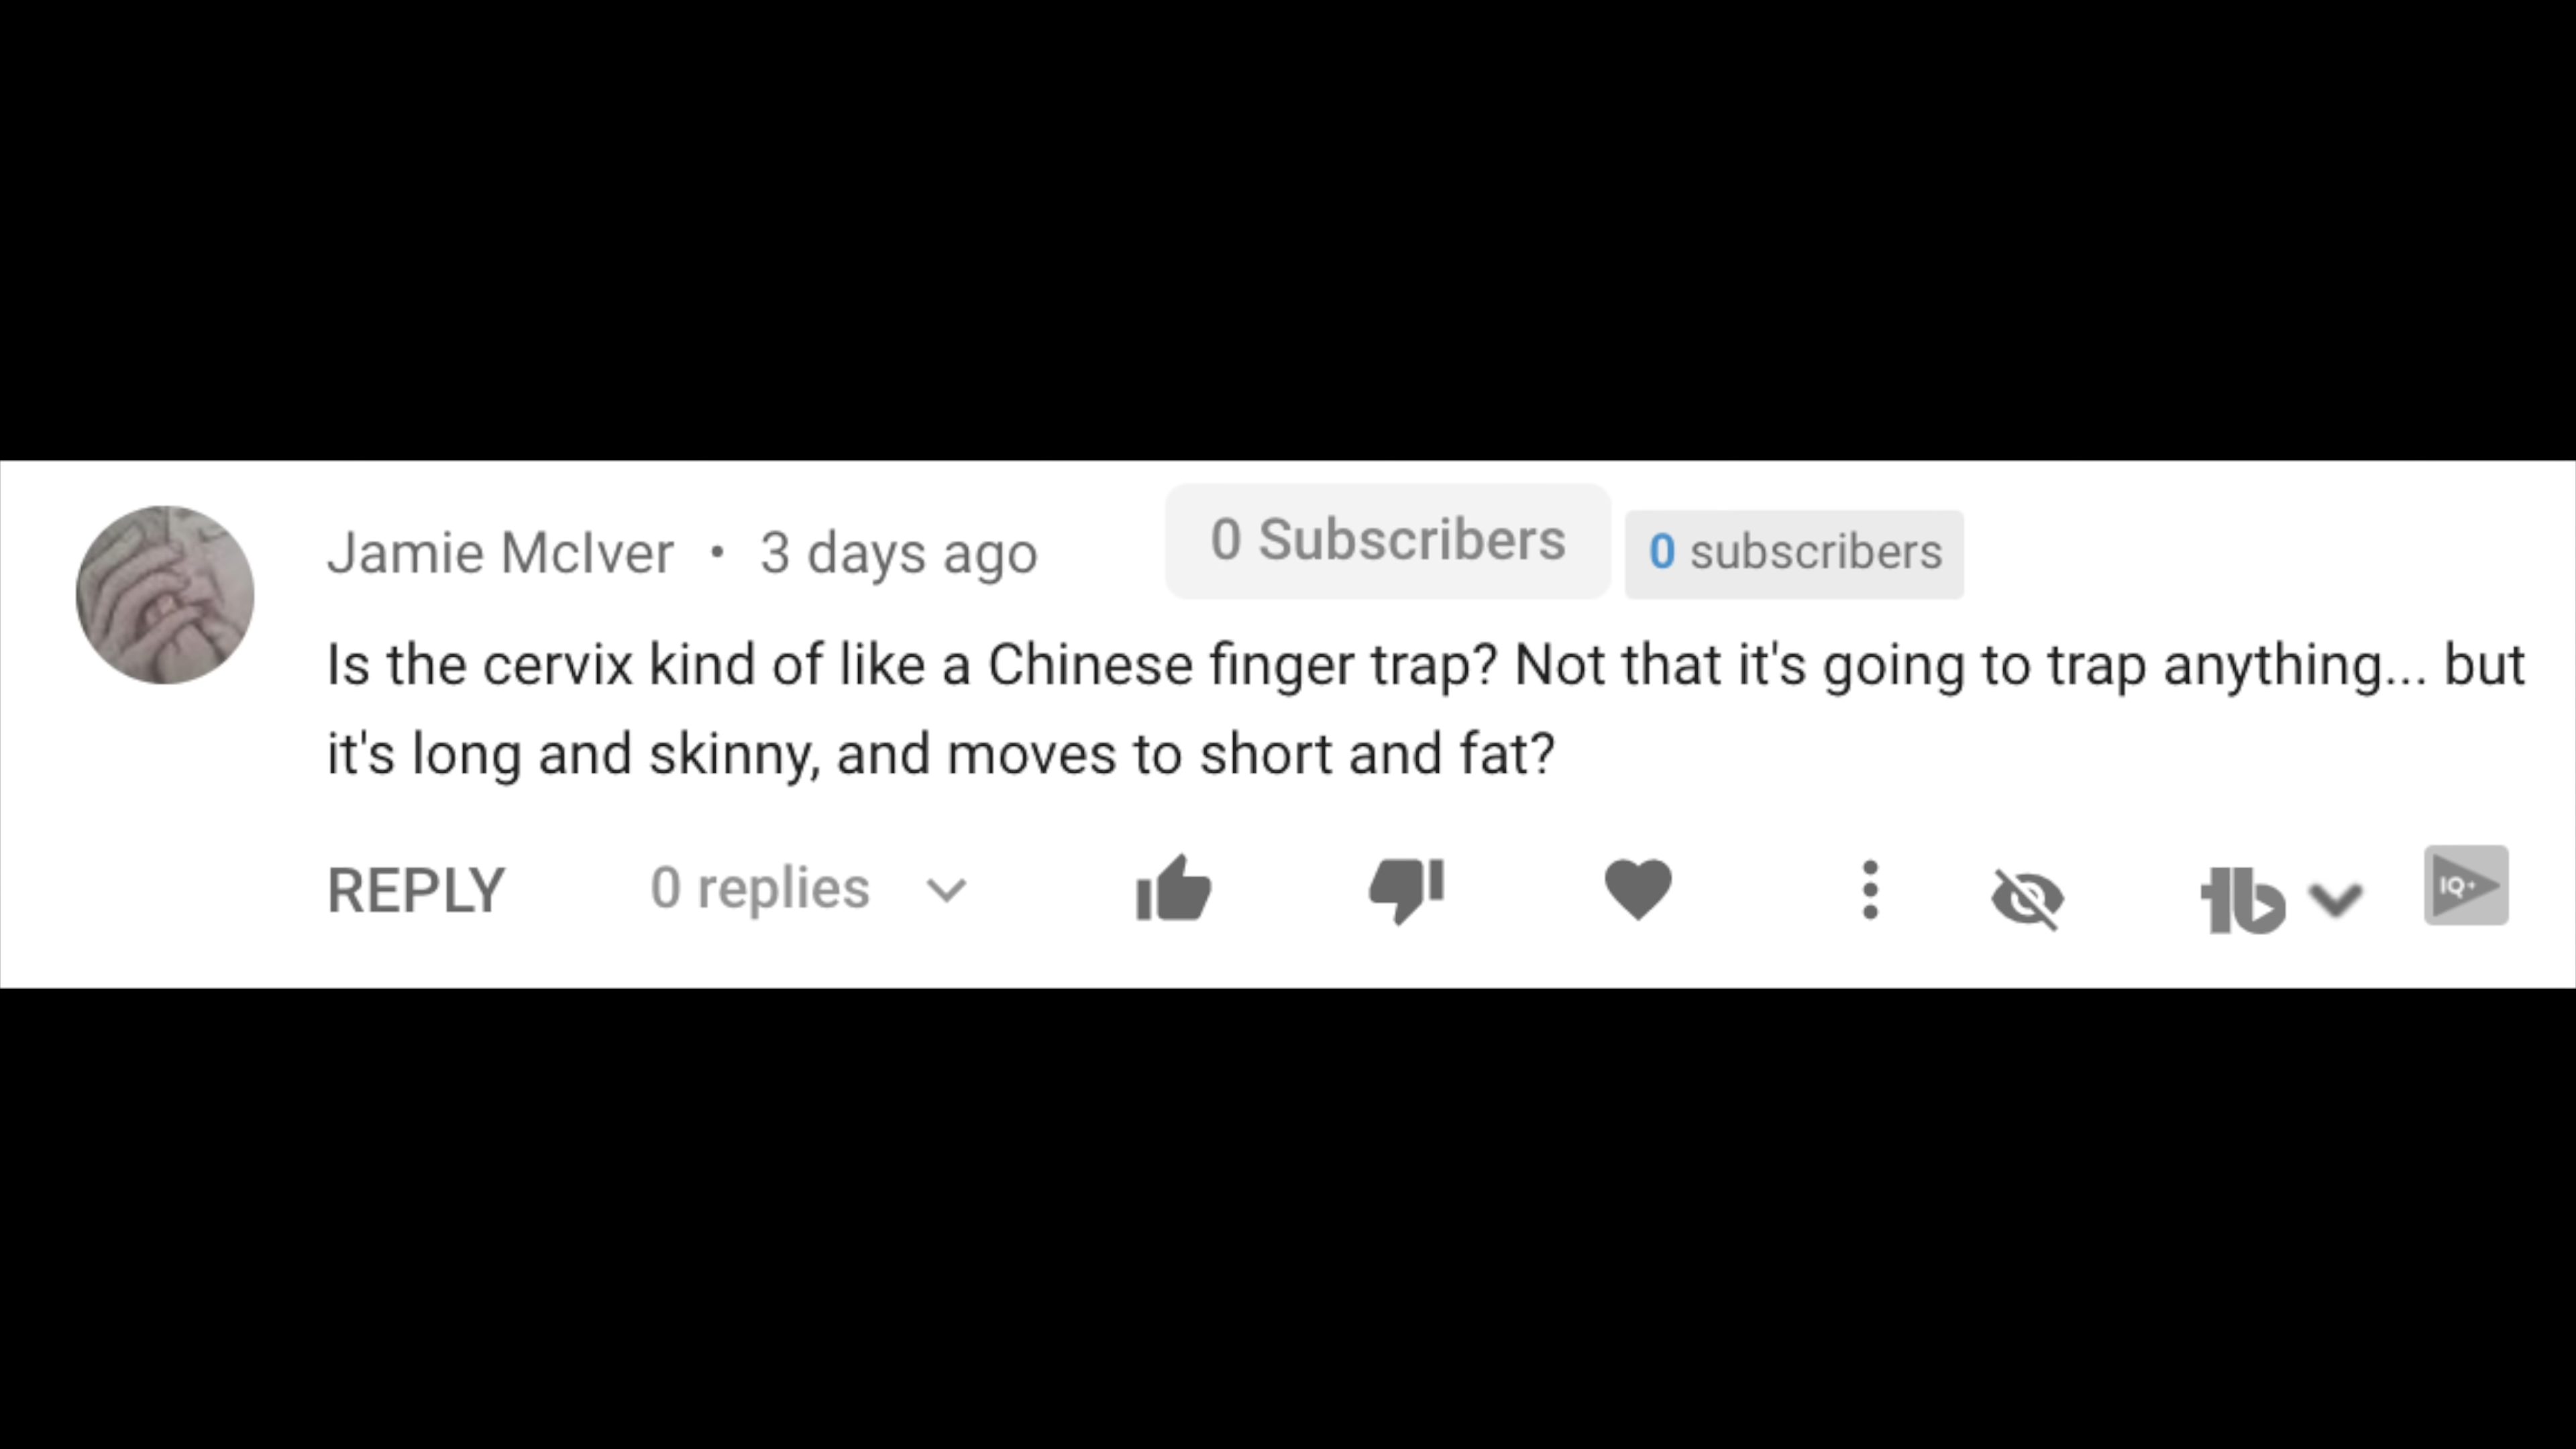 Jamie McIver • 3 days ago 0 Subscribers 0 subscribers
Is the cervix kind of like a Chinese finger trap? Not that it's going to trap anything... but
it's long and skinny, and moves to short and fat?
REPLY 0 replies tb IQ+